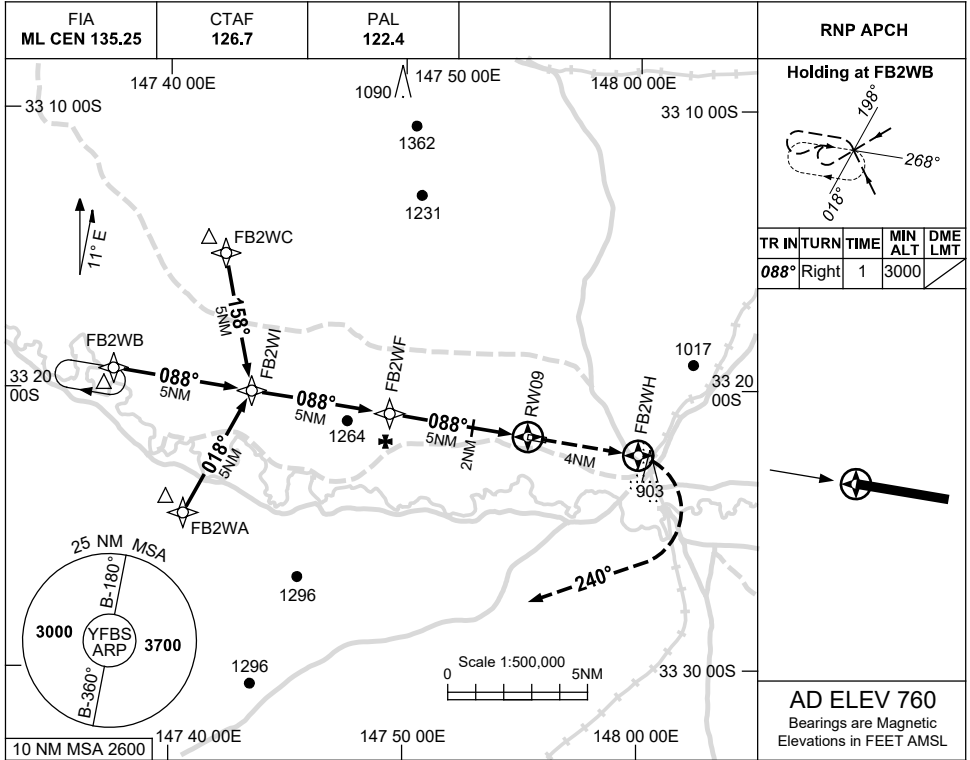 FIA
ML CEN 135.25
CTAF
126.7
PAL
122.4
RNP APCH
147 40 00E
147 50 00E
148 00 00E
33 10 00S
33 10 00S
1090
1362
1231
11° E
FB2WC
158°
5NM
FB2WB
088°
5NM
FB2WI
088°
5NM
FB2WF
088°
5NM
2NM
RW09
4NM
FB2WH
1017
33 20
00S
33 20
00S
1264
018°
5NM
FB2WA
903
240°
25 NM MSA
B-180°
3000
YFBS
ARP
3700
B-360°
1296
1296
Scale 1:500,000
0
5NM
33 30 00S
10 NM MSA 2600
147 40 00E
147 50 00E
148 00 00E
Holding at FB2WB
198°
268°
018°
TR IN TURN TIME MIN ALT DME LMT
088° Right 1 3000
AD ELEV 760
Bearings are Magnetic
Elevations in FEET AMSL